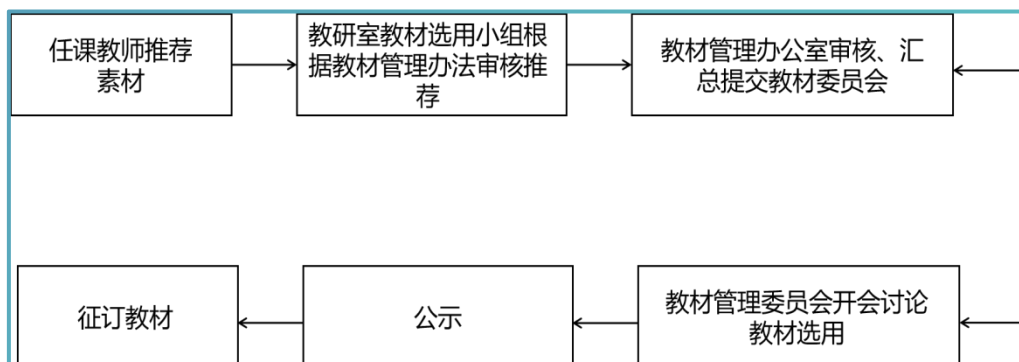 任课教师推荐
素材
教研室教材选用小组根
据教材管理办法审核推
荐
教材管理办公室审核、汇
总提交教材委员会
征订教材
公示
教材管理委员会开会讨论
教材选用